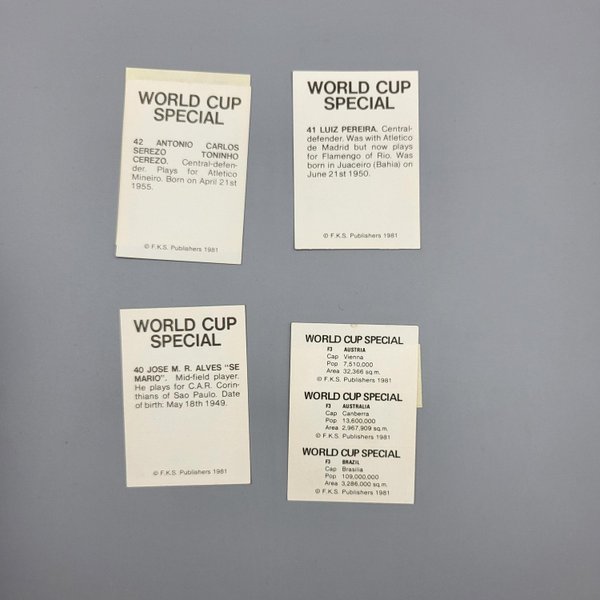 WORLD CUP
SPECIAL
42 ANTONIO CARLOS
SEREZO TONINHO
CEREZO. Central-defen-
der. Plays for Atletico
Mineiro. Born on April 21st
1955.
© F.K.S. Publishers 1981
WORLD CUP
SPECIAL
41 LUIZ PEREIRA. Central-
defender. Was with Atletico
de Madrid but now plays
for Flamengo of Rio. Was
born in Juaceiro (Bahia) on
June 21st 1950.
© F.K.S. Publishers 1981
WORLD CUP
SPECIAL
40 JOSE M. R. ALVES "SE
MARIO". Mid-field player.
He plays for C.A.R. Corin-
thians of Sao Paulo. Date
of birth: May 18th 1949.
© F.K.S. Publishers 1981
WORLD CUP SPECIAL
F3 AUSTRIA
Cap Vienna
Pop 7,510,000
Area 32,366 sq.m.
© F.K.S. Publishers 1981
WORLD CUP SPECIAL
F3 AUSTRALIA
Cap Canberra
Pop 13,600,000
Area 2,967,909 sq.m.
© F.K.S. Publishers 1981
WORLD CUP SPECIAL
F3 BRAZIL
Cap Brasilia
Pop 109,000,000
Area 3,286,000 sq.m.
© F.K.S. Publishers 1981